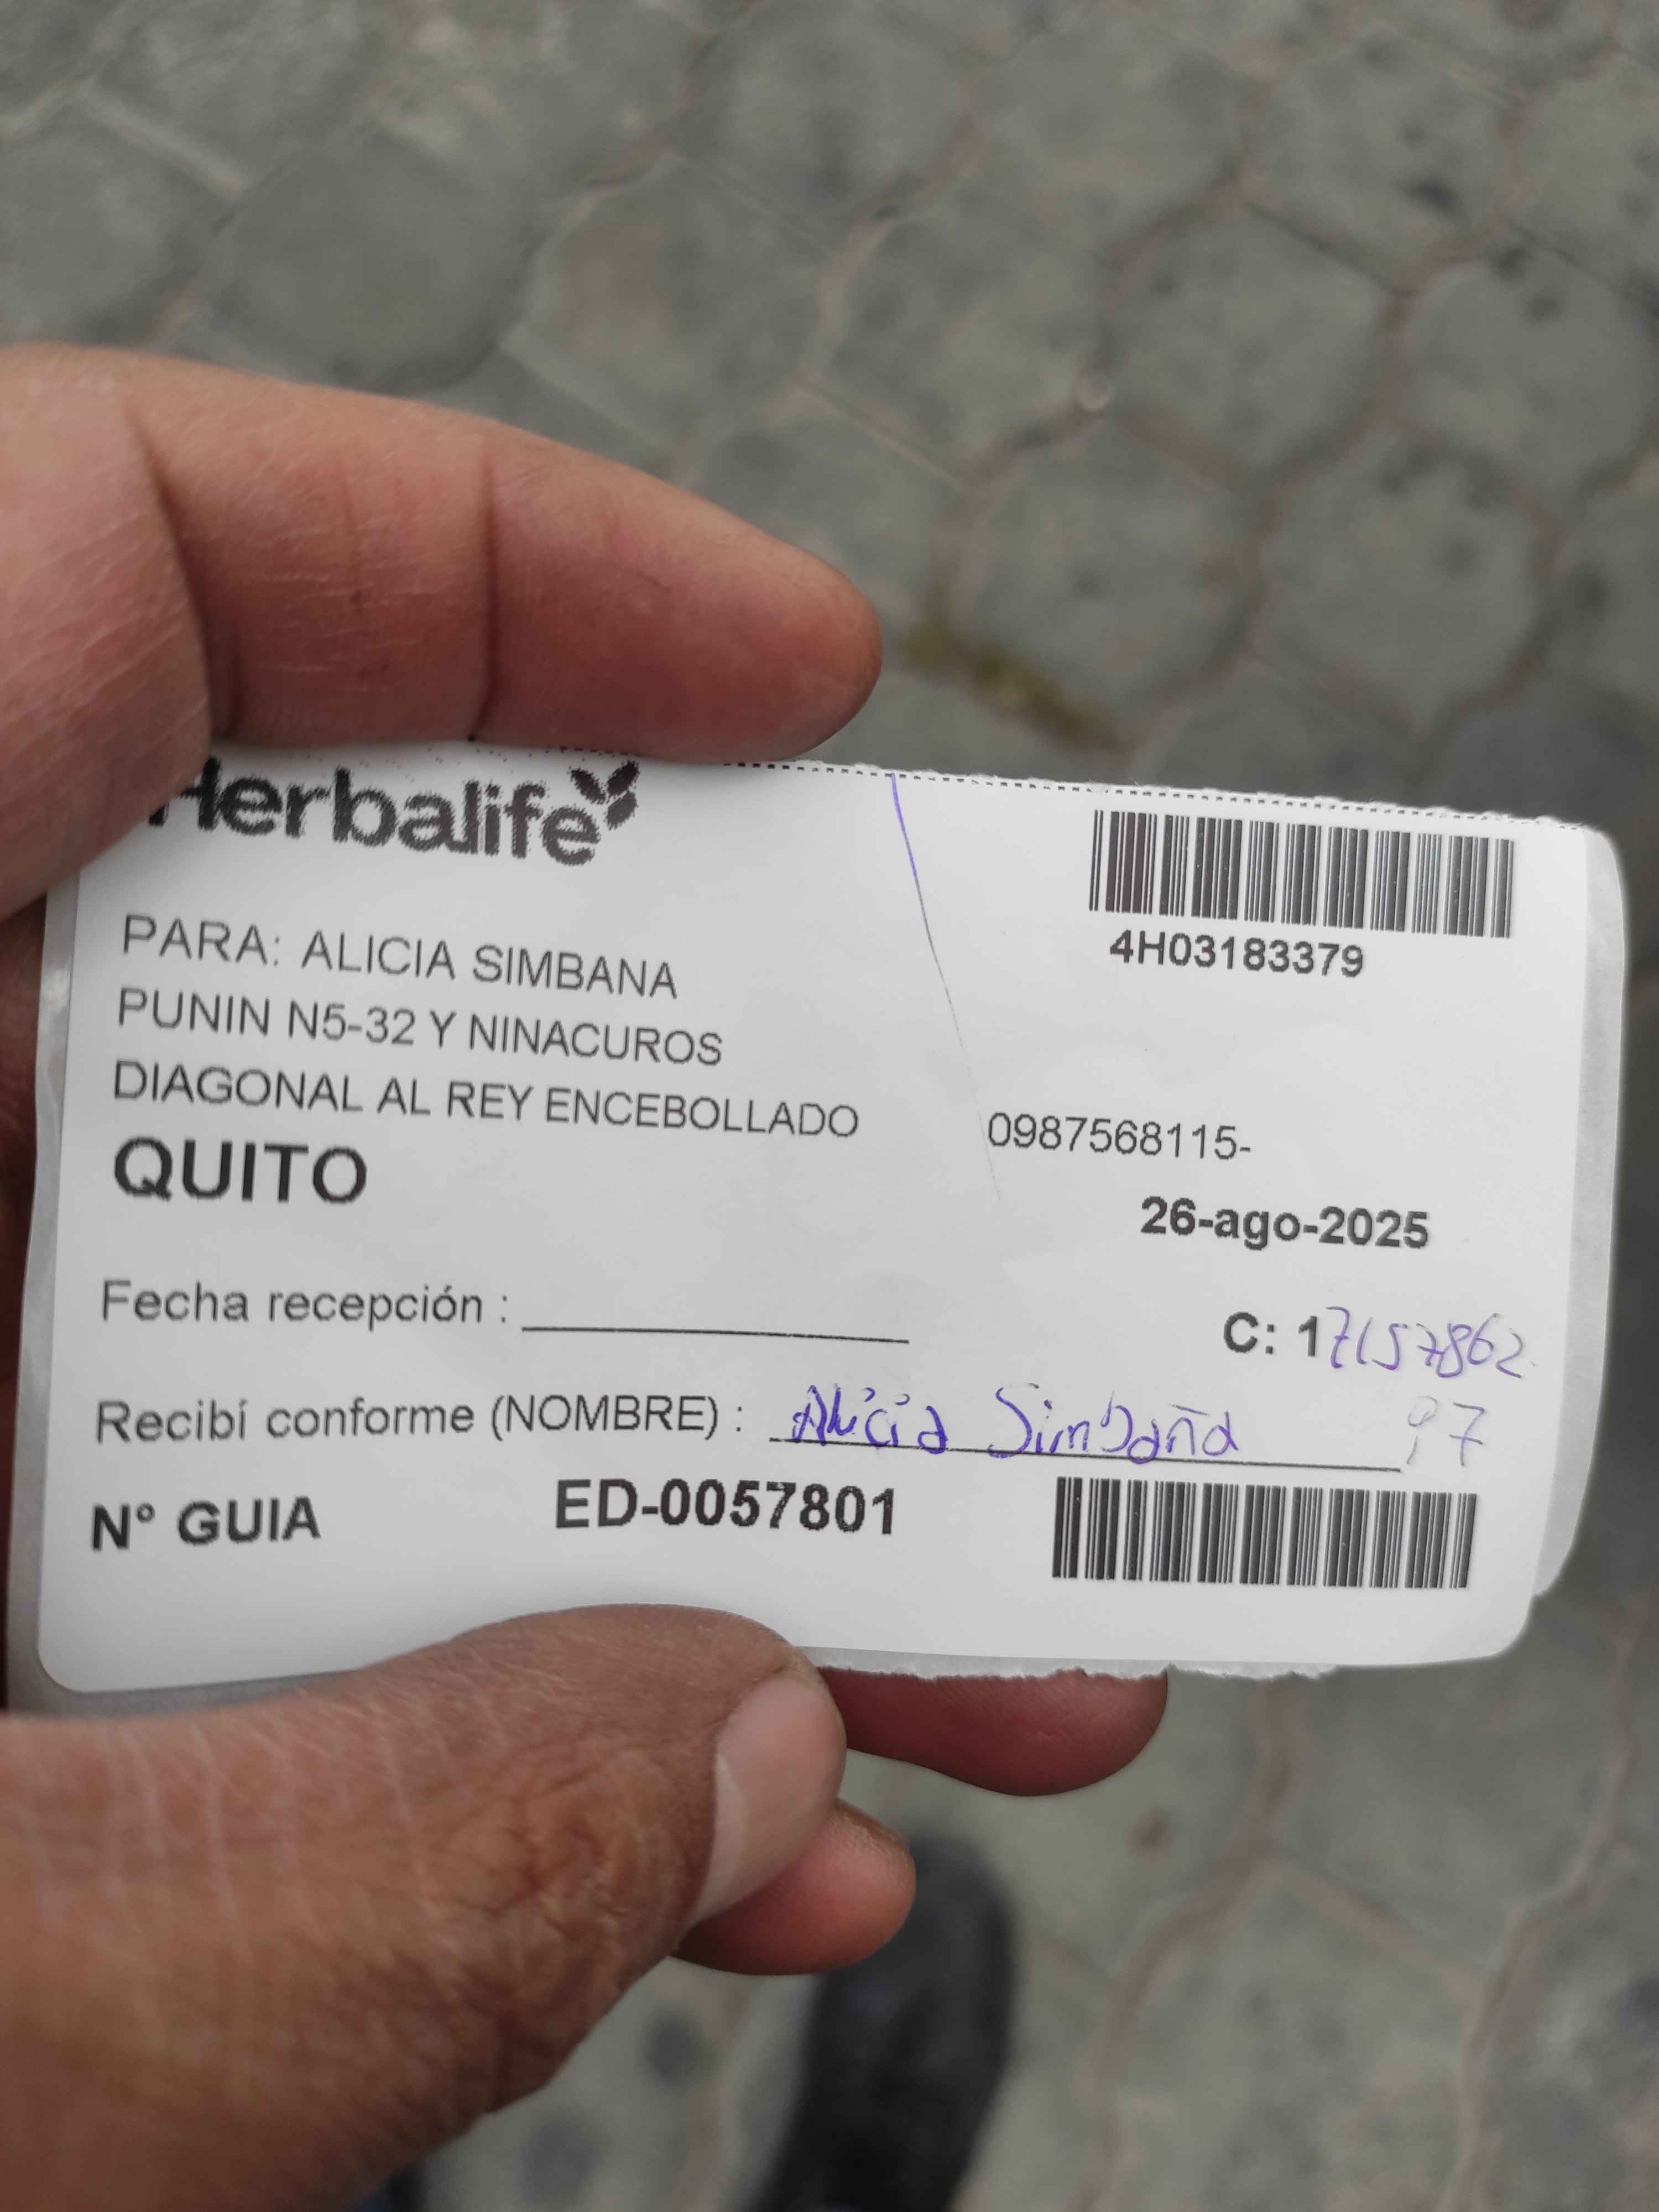 Herbalife
4H03183379
PARA: ALICIA SIMBANA
PUNIN N5-32 Y NINACUROS
DIAGONAL AL REY ENCEBOLLADO 0987568115-
QUITO 26-ago-2025
Fecha recepción : C: 17157862
Recibí conforme (NOMBRE) : Alicia Simbaña 97
N° GUIA ED-0057801